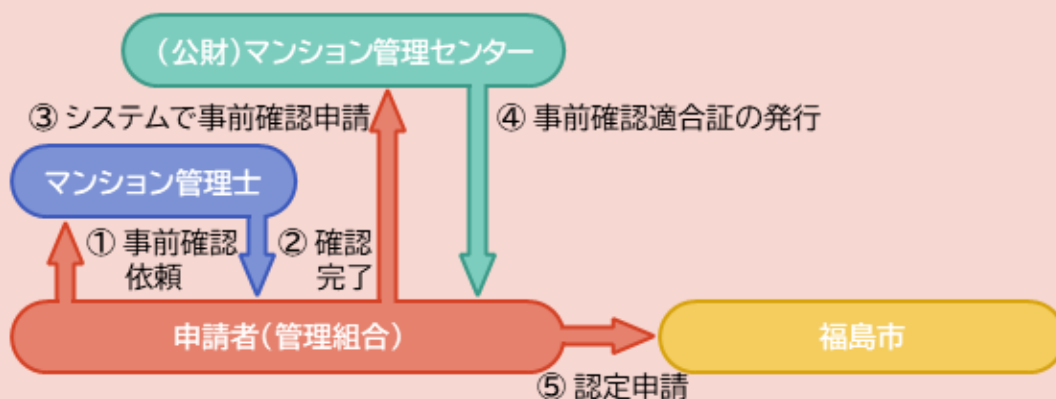 （公財）マンション管理センター
③ システムで事前確認申請
④ 事前確認適合証の発行
マンション管理士
① 事前確認
依頼
② 確認
完了
申請者（管理組合）
福島市
⑤ 認定申請